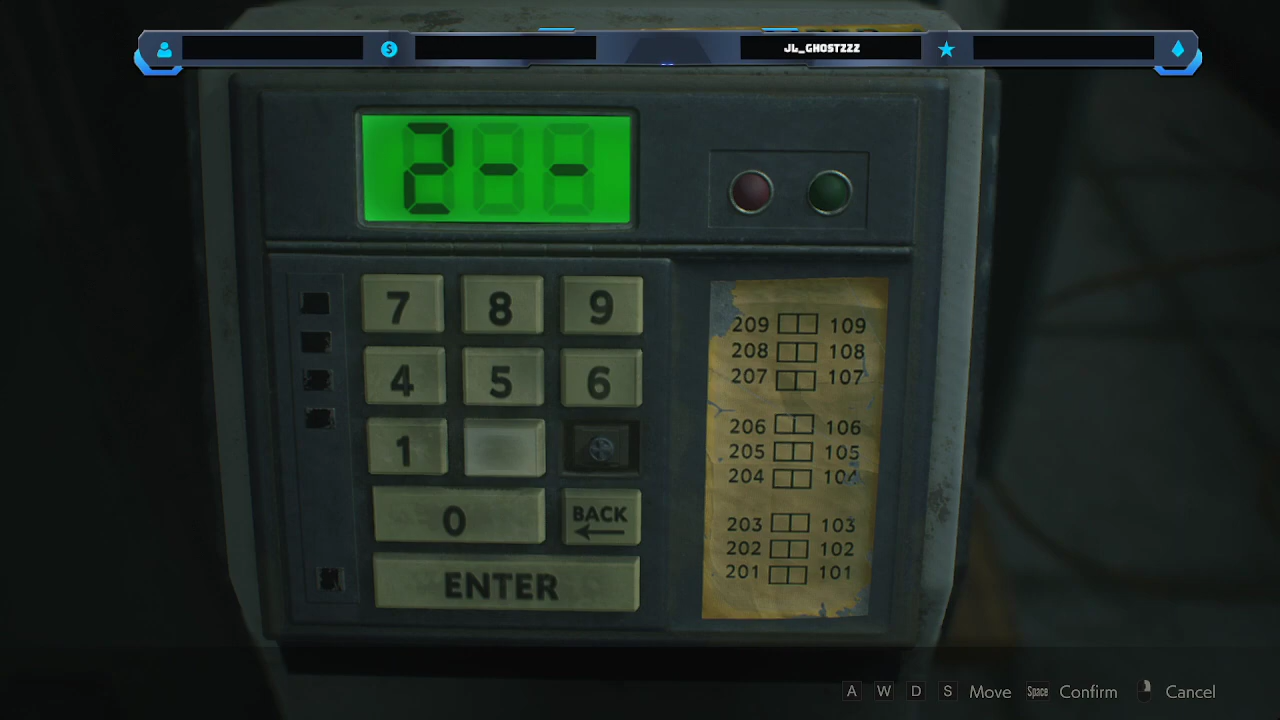 JL_GHOSTZZZ
2--
7 8 9
4 5 6
1
0 BACK
ENTER
209 109
208 108
207 107
206 106
205 105
204 104
203 103
202 102
201 101
A W D S Move Space Confirm Cancel